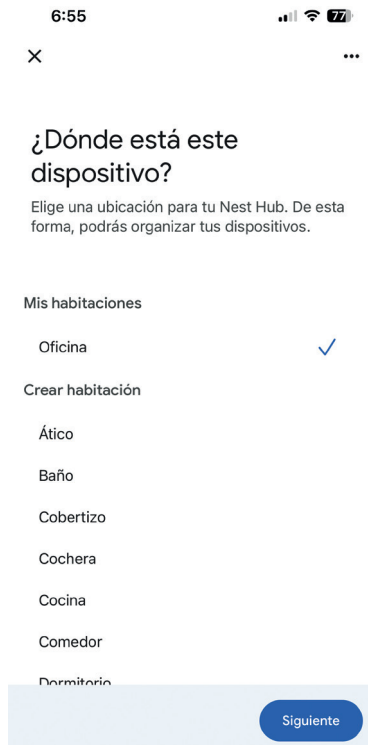 6:55
77
¿Dónde está este
dispositivo?
Elige una ubicación para tu Nest Hub. De esta
forma, podrás organizar tus dispositivos.
Mis habitaciones
Oficina
Crear habitación
Ático
Baño
Cobertizo
Cochera
Cocina
Comedor
Dormitorio
Siguiente